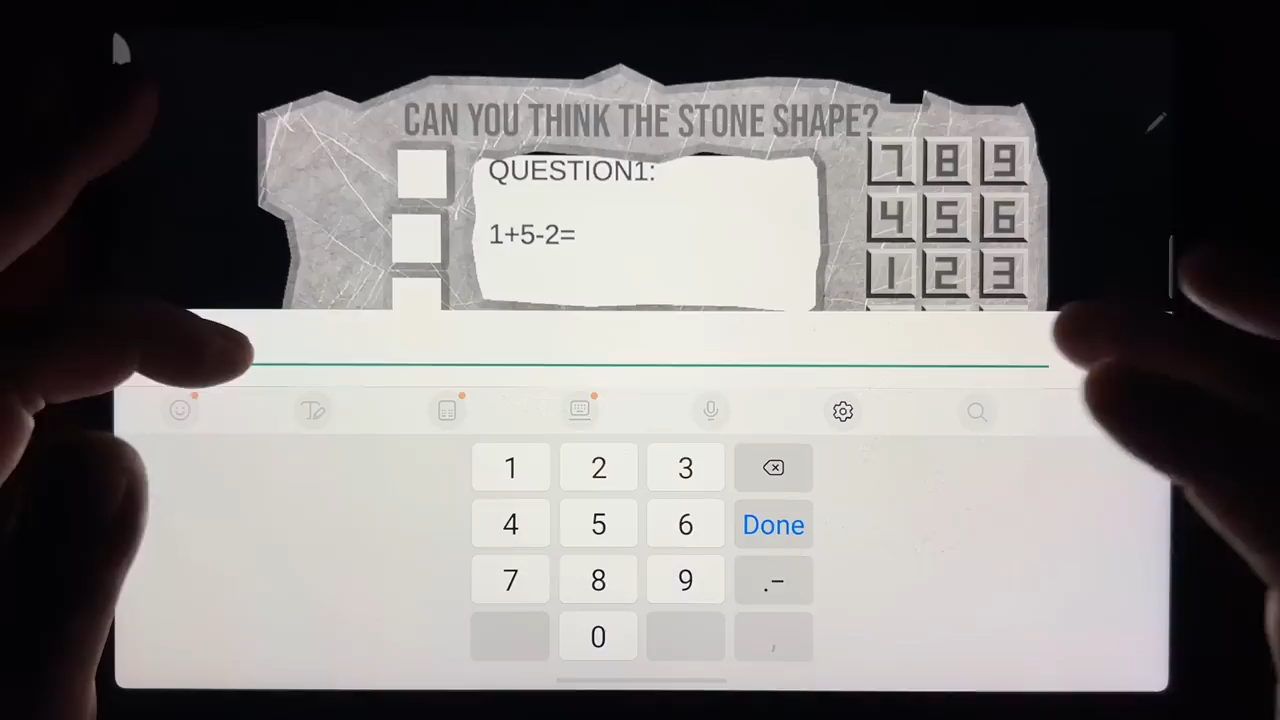 CAN YOU THINK THE STONE SHAPE?
QUESTION1:
1+5-2=
7 8 9
4 5 6
1 2 3
1 2 3
4 5 6 Done
7 8 9 .-
0 ,